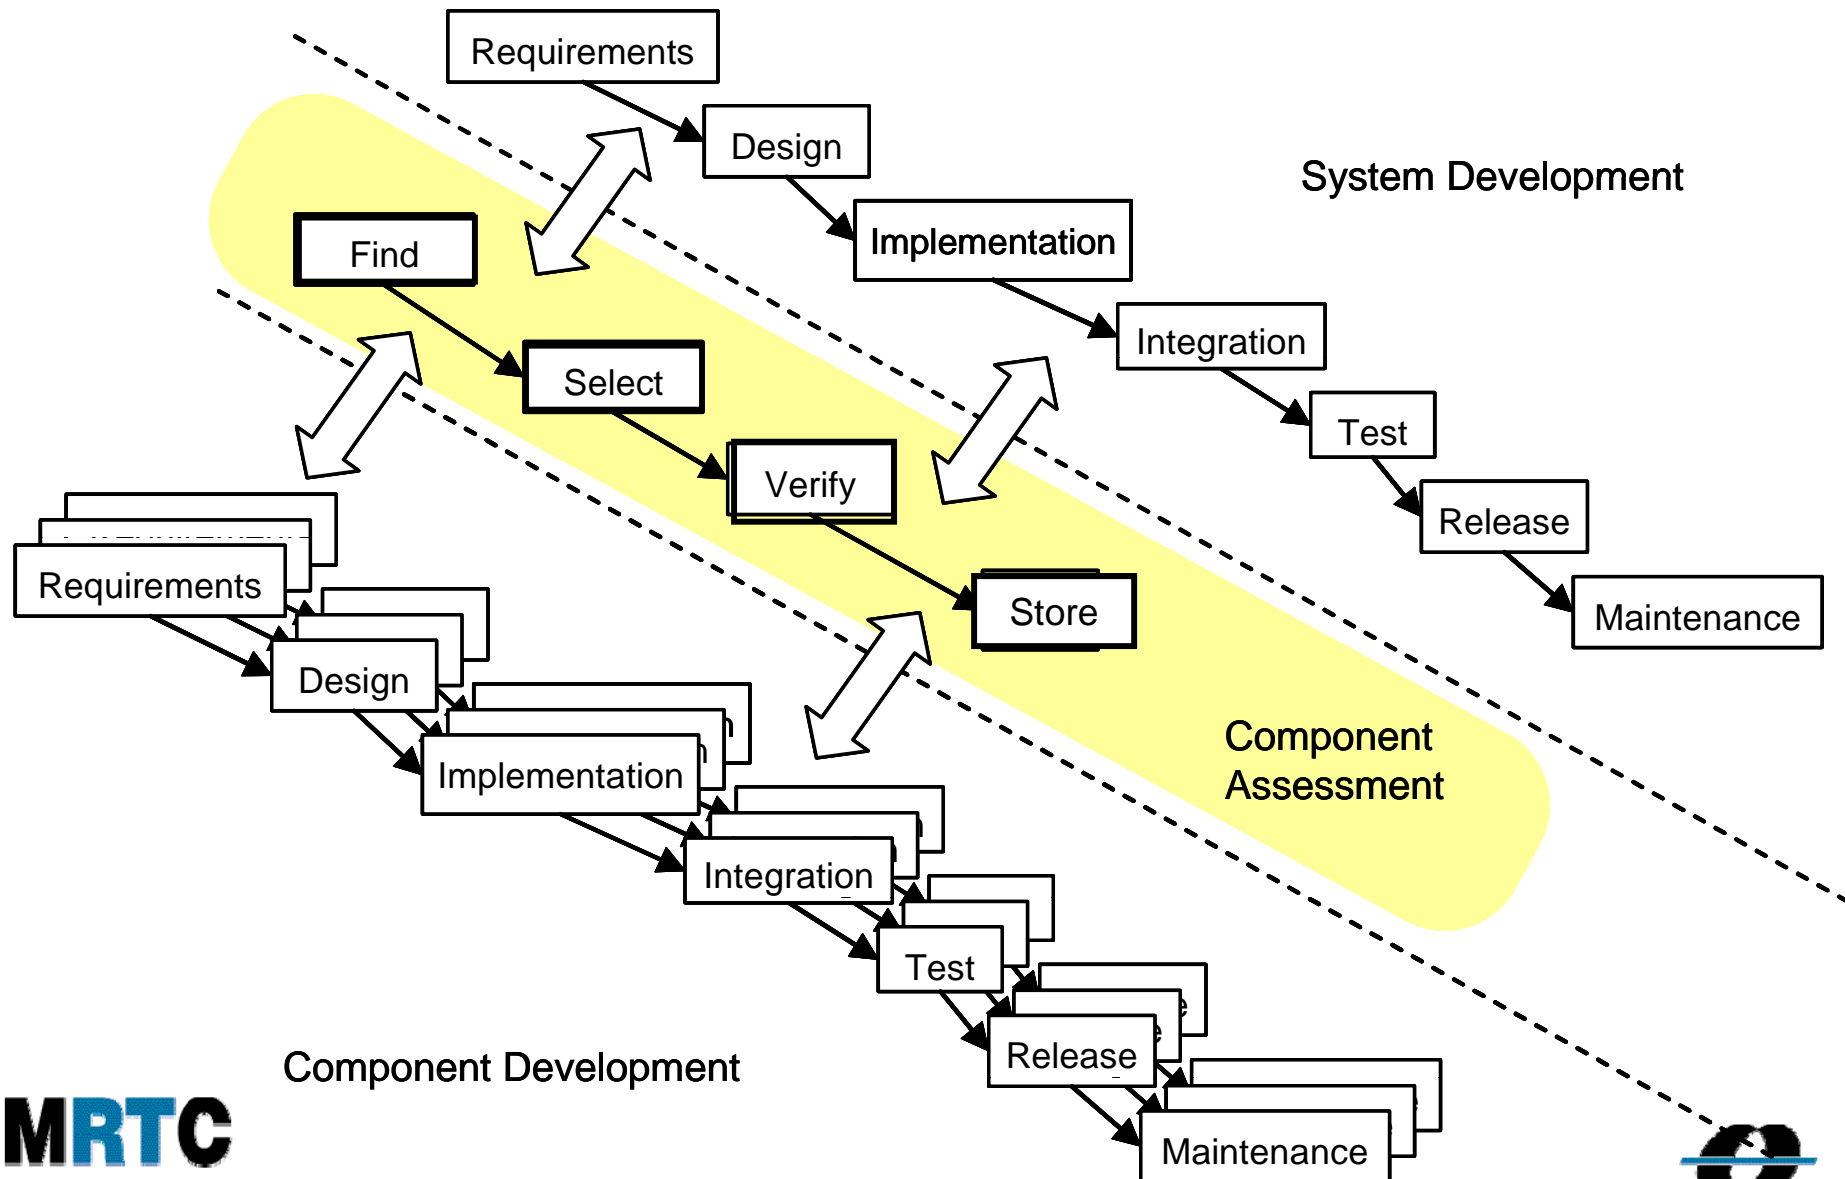 Requirements
Design
System Development
Implementation
Find
Integration
Select
Test
Verify
Release
Requirements
Store
Maintenance
Design
Component
Assessment
Implementation
Integration
Test
Release
Component Development
Maintenance
MRTC